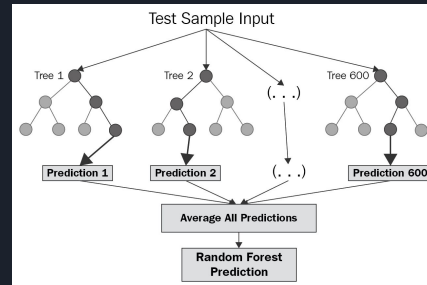 Test Sample Input
Tree 1
Tree 2
(. . .)
Tree 600
Prediction 1
Prediction 2
(. . .)
Prediction 600
Average All Predictions
Random Forest
Prediction